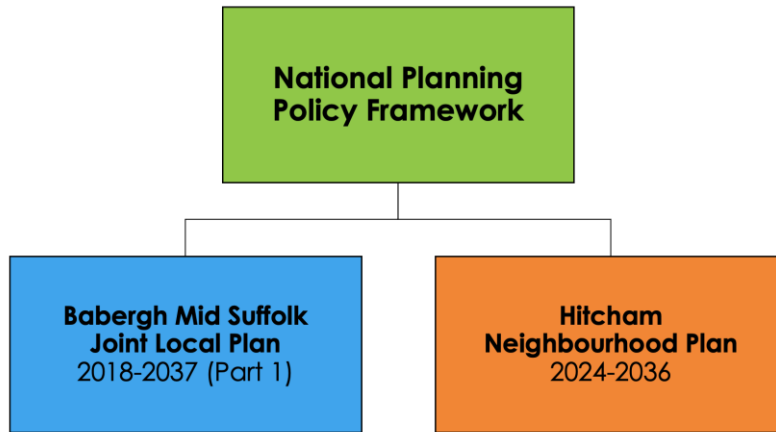 National Planning
Policy Framework
Babergh Mid Suffolk
Joint Local Plan
2018-2037 (Part 1)
Hitcham
Neighbourhood Plan
2024-2036